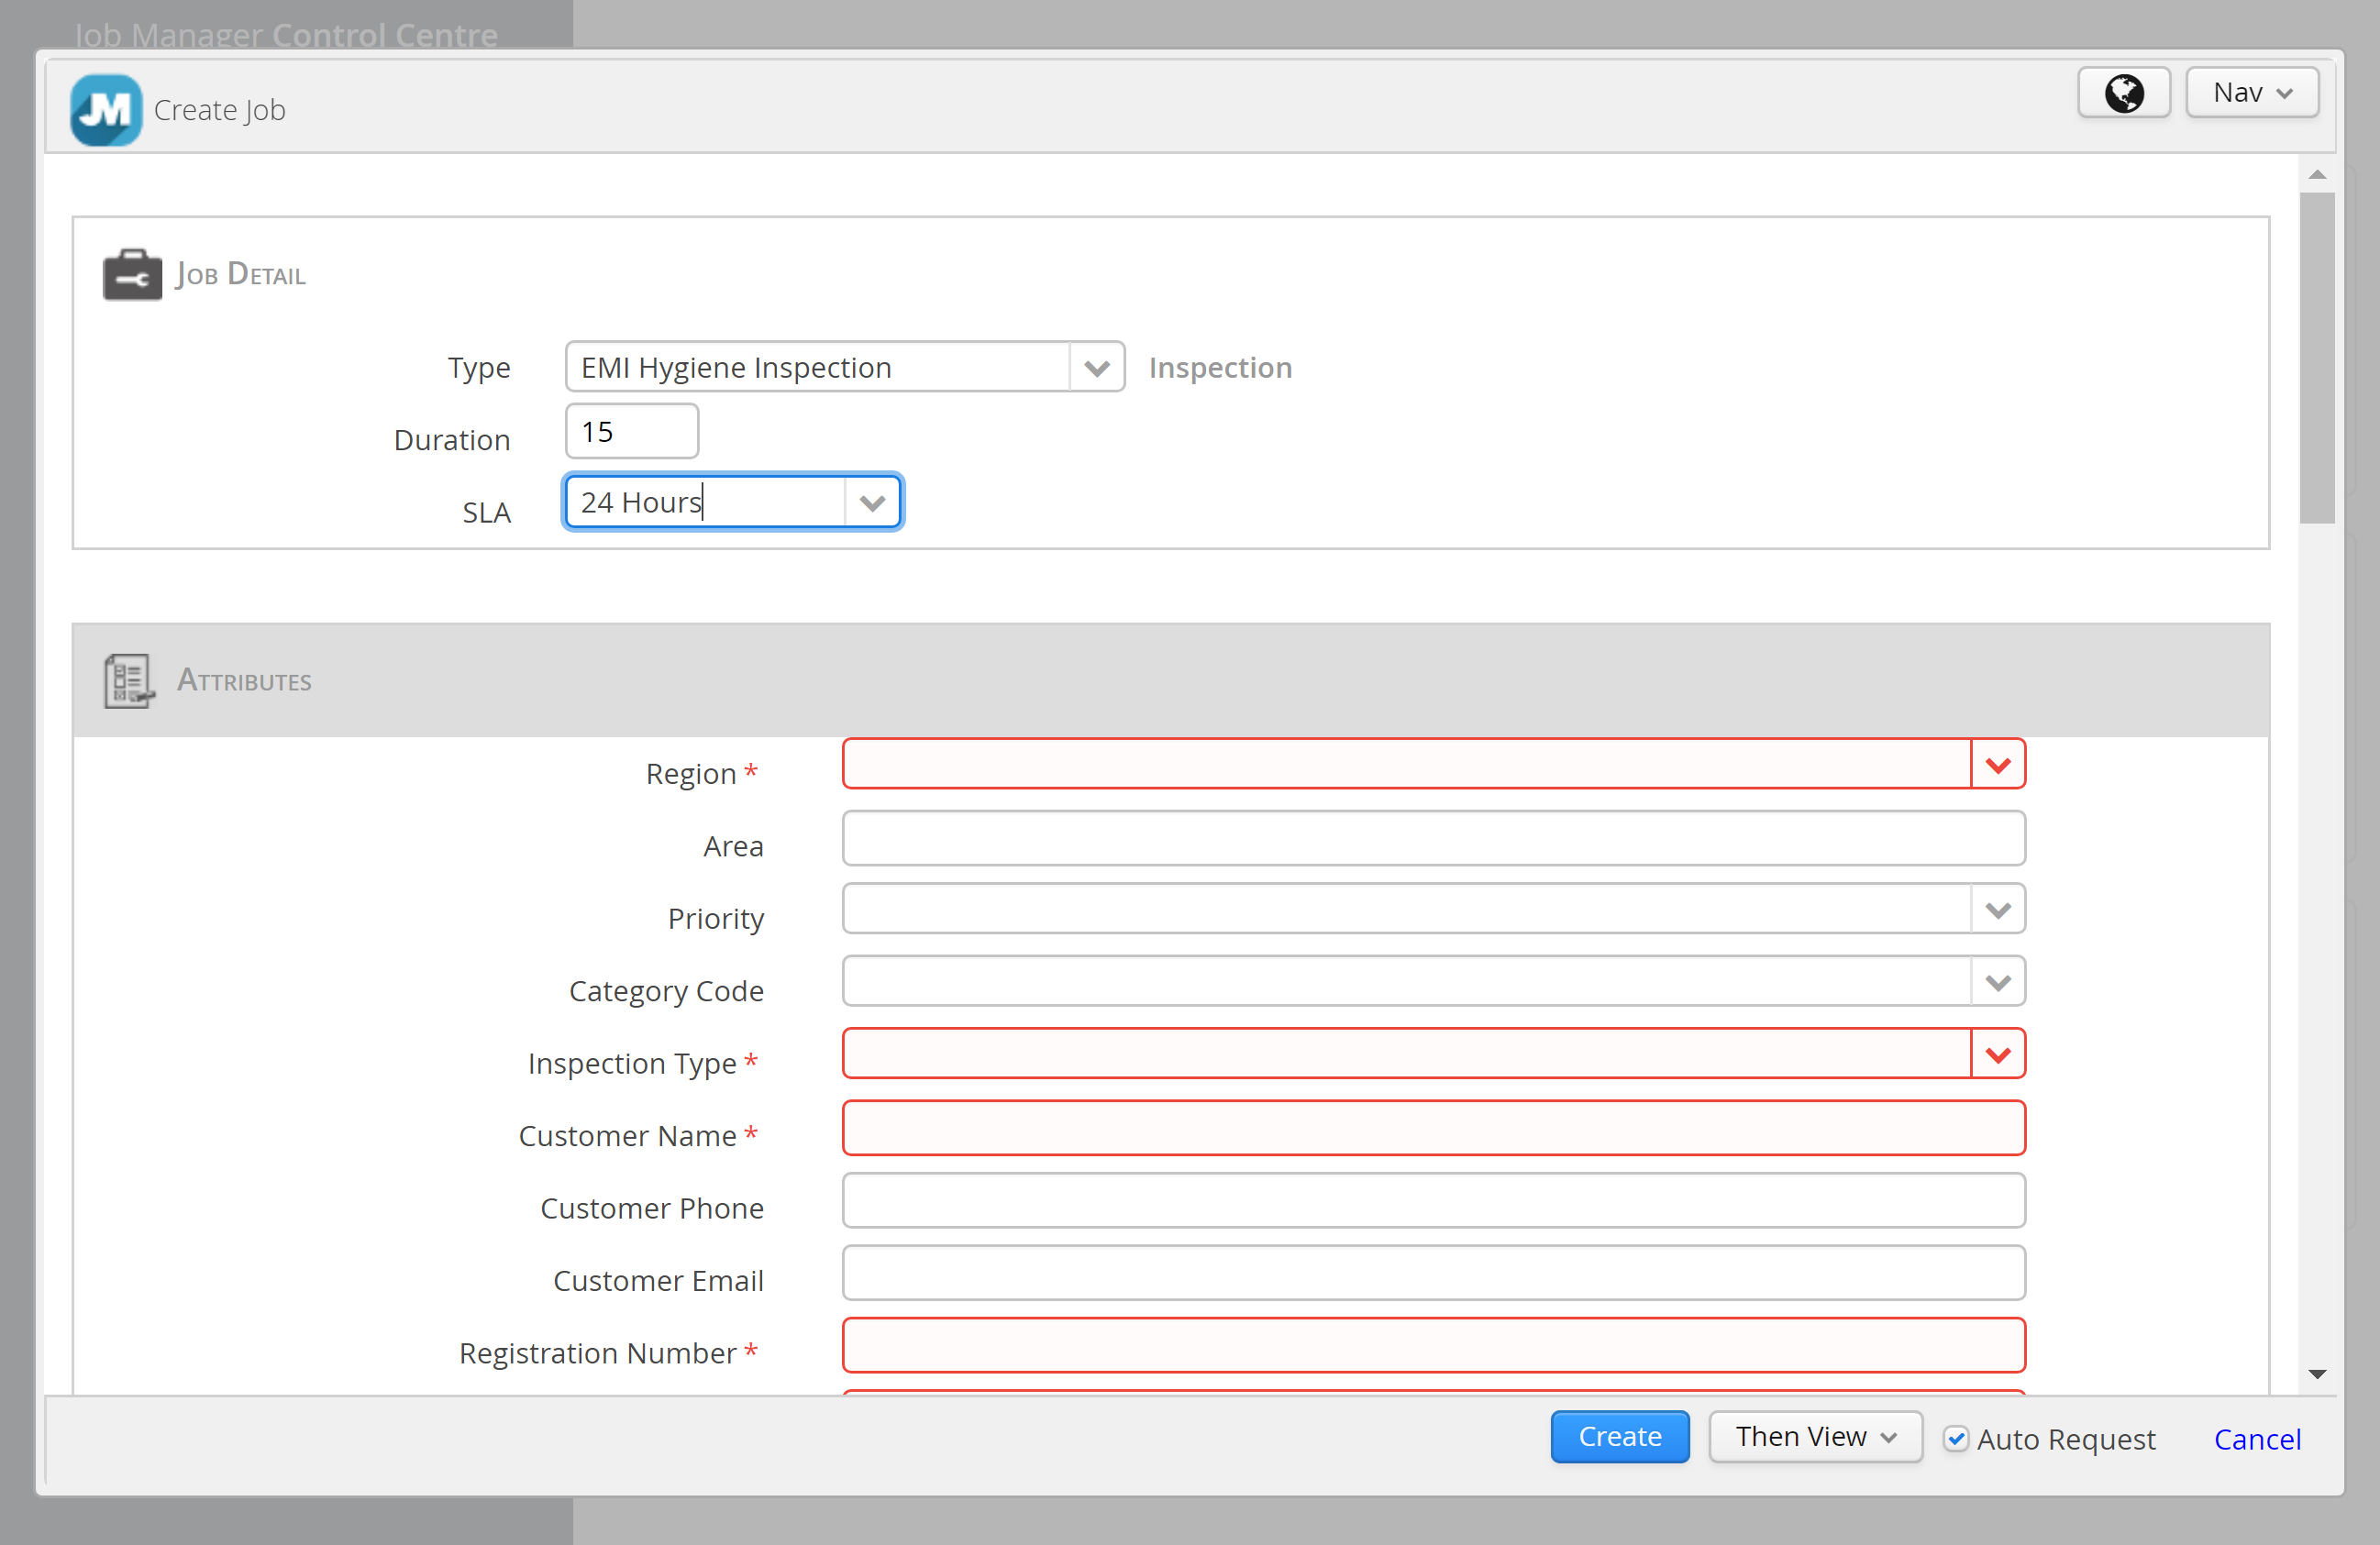 Job Manager Control Centre
JM Create Job
Nav
Job Detail
Type EMI Hygiene Inspection Inspection
Duration 15
SLA 24 Hours
Attributes
Region *
Area
Priority
Category Code
Inspection Type *
Customer Name *
Customer Phone
Customer Email
Registration Number *
Create Then View Auto Request Cancel